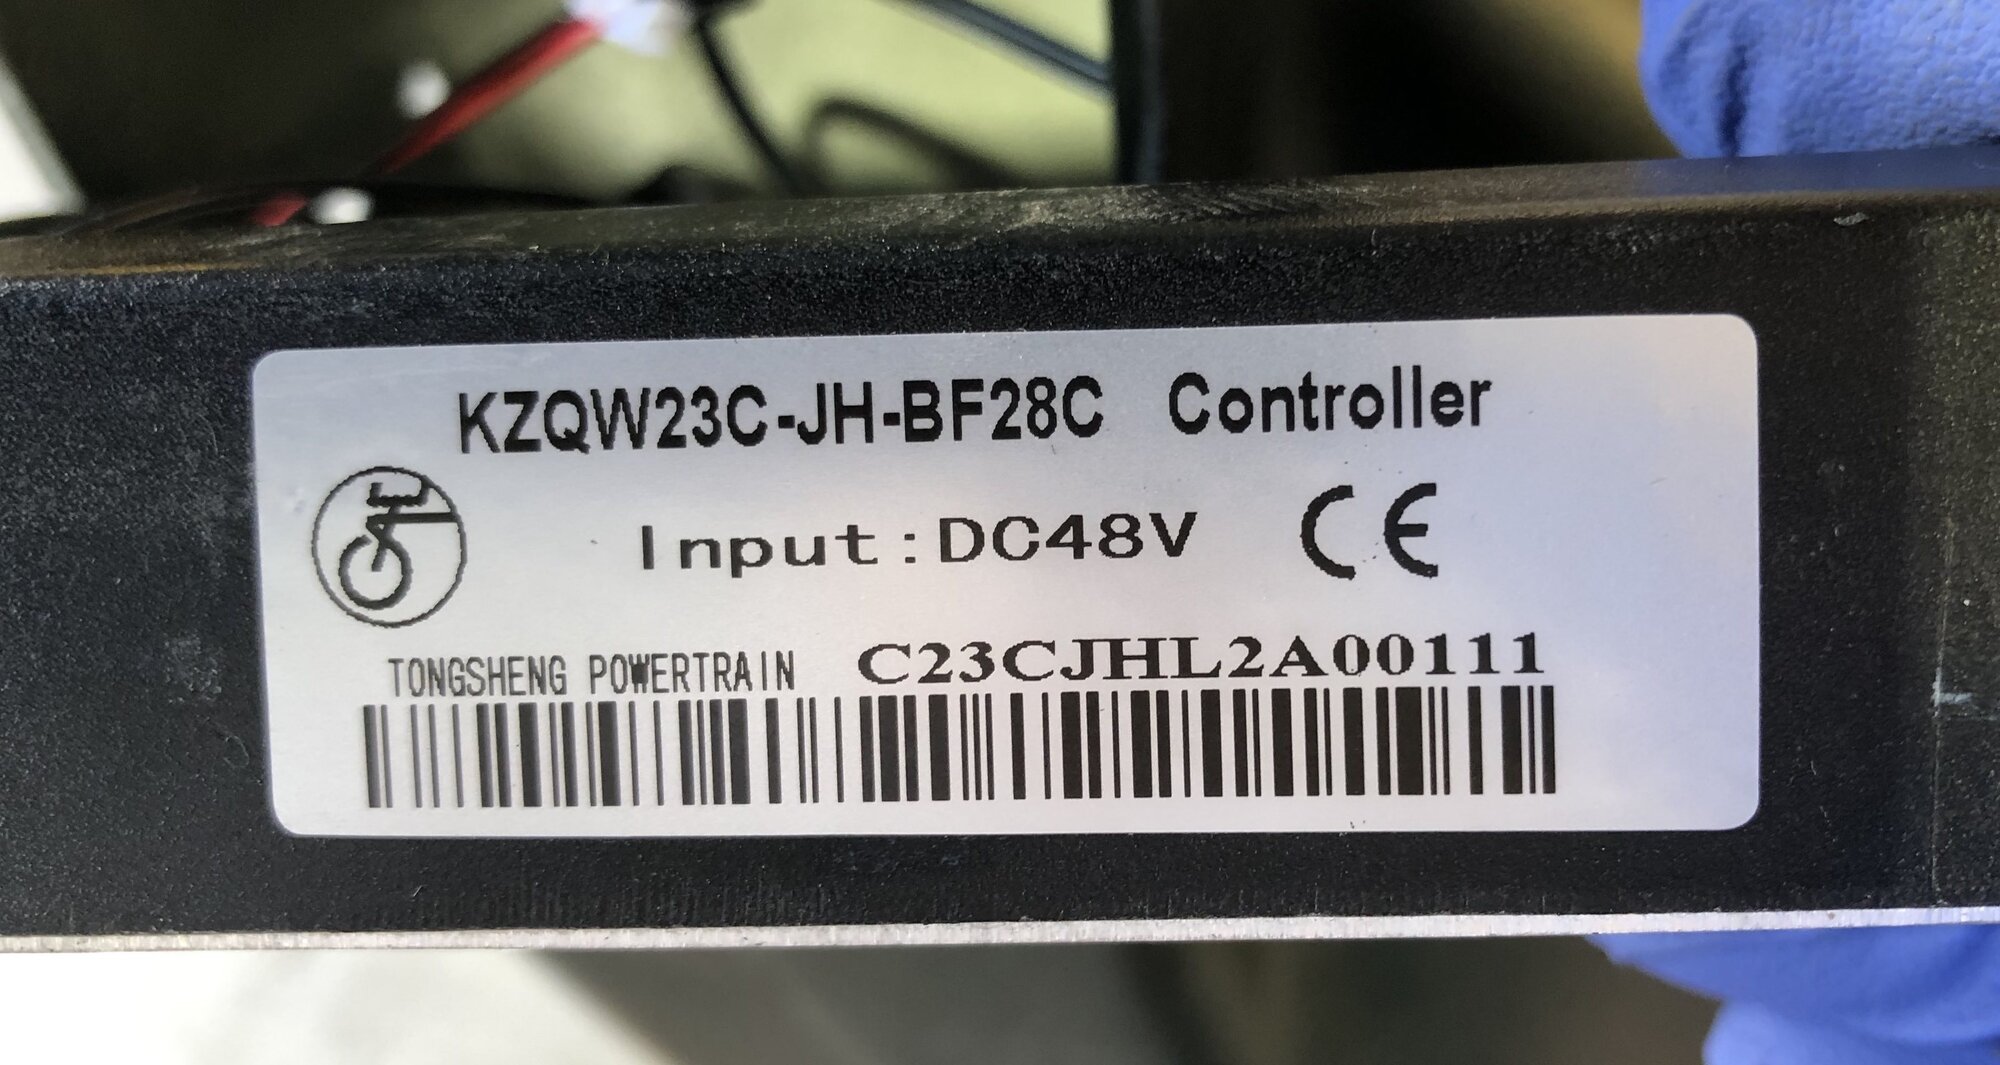 KZQW23C-JH-BF28C Controller
Input:DC48V CE
TONGSHENG POWERTRAIN C23CJHL2A00111